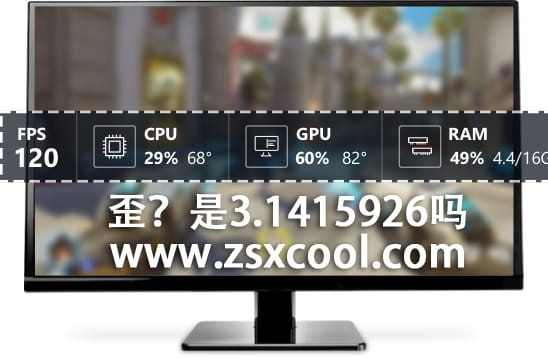 FPS
120
CPU
29% 68°
GPU
60% 82°
RAM
49% 4.4/16G
歪？是3.1415926吗
www.zsxcool.com